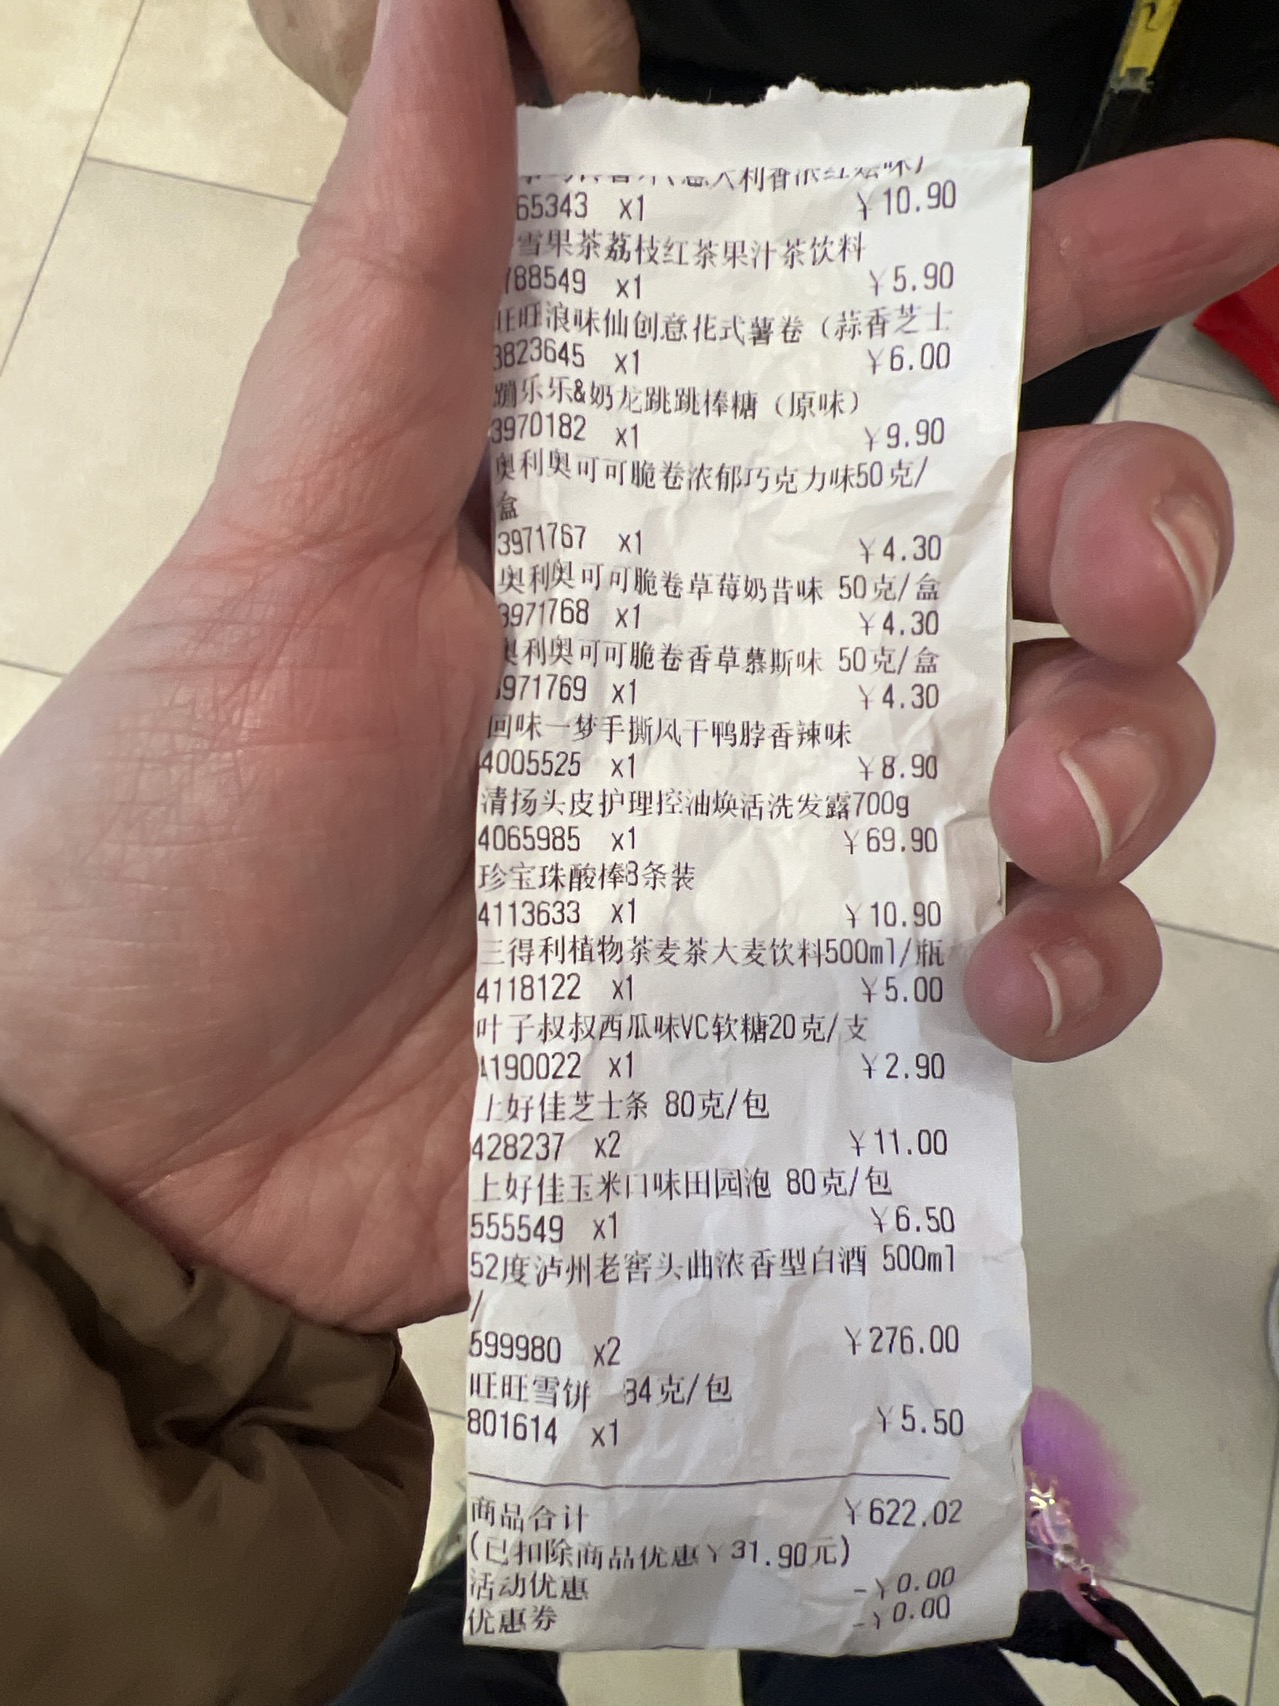 味)
65343 x1 ￥10.90
雪果茶荔枝红茶果汁茶饮料
788549 x1 ￥5.90
旺旺浪味仙创意花式薯卷（蒜香芝士
3823645 x1 ￥6.00
蹦乐乐&奶龙跳跳棒糖（原味）
3970182 x1 ￥9.90
奥利奥可可脆卷浓郁巧克力味50克/
盒
3971767 x1 ￥4.30
奥利奥可可脆卷草莓奶昔味 50克/盒
3971768 x1 ￥4.30
奥利奥可可脆卷香草慕斯味 50克/盒
3971769 x1 ￥4.30
回味一梦手撕风干鸭脖香辣味
4005525 x1 ￥8.90
清扬头皮护理控油焕活洗发露700g
4065985 x1 ￥69.90
珍宝珠酸棒8条装
4113633 x1 ￥10.90
三得利植物茶麦茶大麦饮料500ml/瓶
4118122 x1 ￥5.00
叶子叔叔西瓜味VC软糖20克/支
4190022 x1 ￥2.90
上好佳芝士条 80克/包
428237 x2 ￥11.00
上好佳玉米口味田园泡 80克/包
555549 x1 ￥6.50
52度泸州老窖头曲浓香型白酒 500ml
/
599980 x2 ￥276.00
旺旺雪饼 84克/包
801614 x1 ￥5.50
商品合计 ￥622.02
(已扣除商品优惠￥31.90元)
活动优惠 -￥0.00
优惠券 -￥0.00